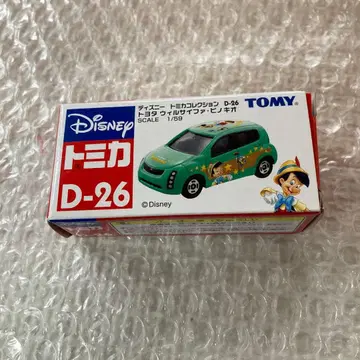 ディズニー トミカコレクション D-26
トヨタ ウィルサイファ・ピノキオ
SCALE 1/59
TOMY
DISNEY
トミカ
D-26
©Disney